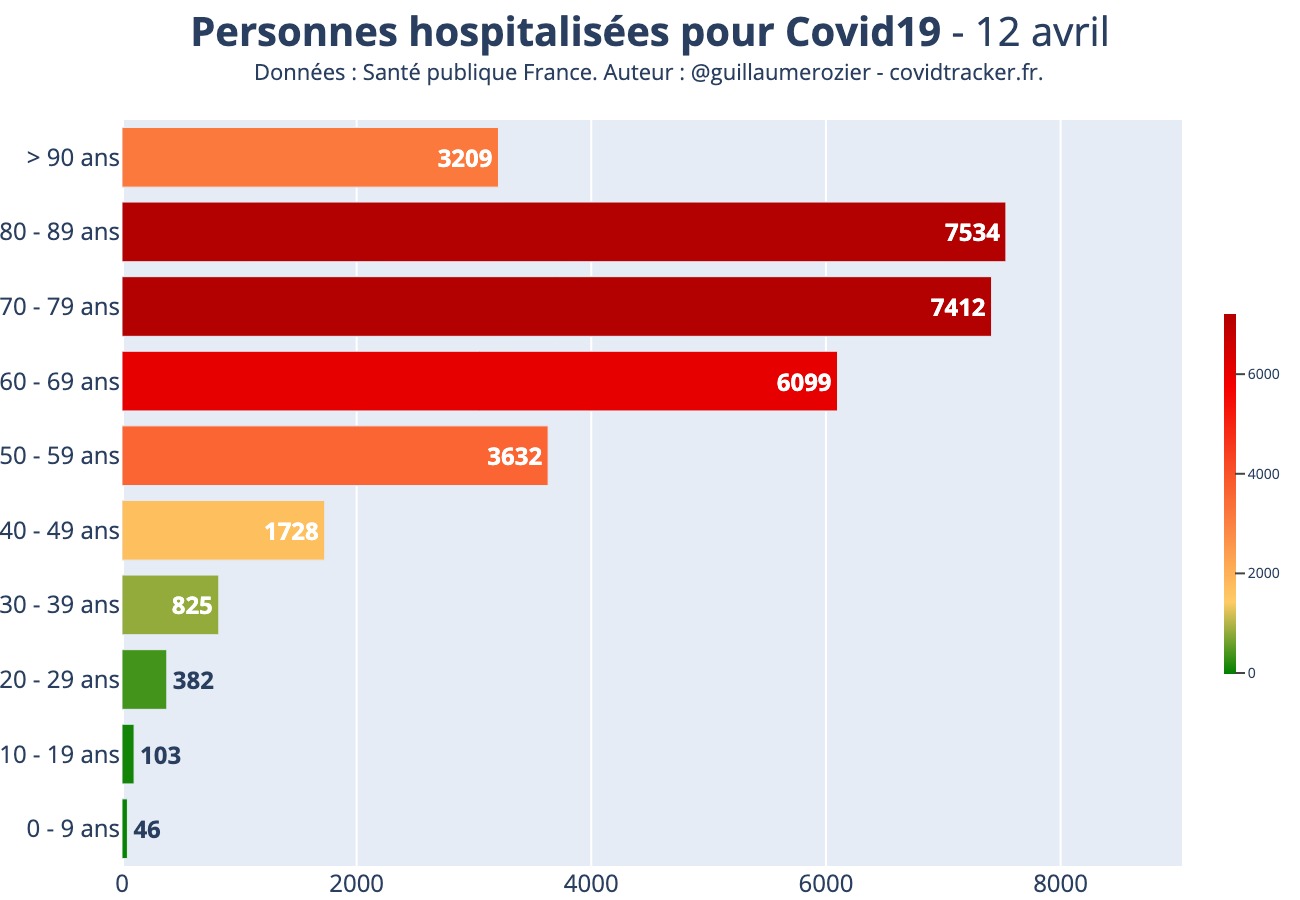 Personnes hospitalisées pour Covid19 - 12 avril
Données : Santé publique France. Auteur : @guillaumerozier - covidtracker.fr.
> 90 ans 3209
80 - 89 ans 7534
70 - 79 ans 7412
60 - 69 ans 6099
50 - 59 ans 3632
40 - 49 ans 1728
30 - 39 ans 825
20 - 29 ans 382
10 - 19 ans 103
0 - 9 ans 46
0 2000 4000 6000 8000
6000
4000
2000
0